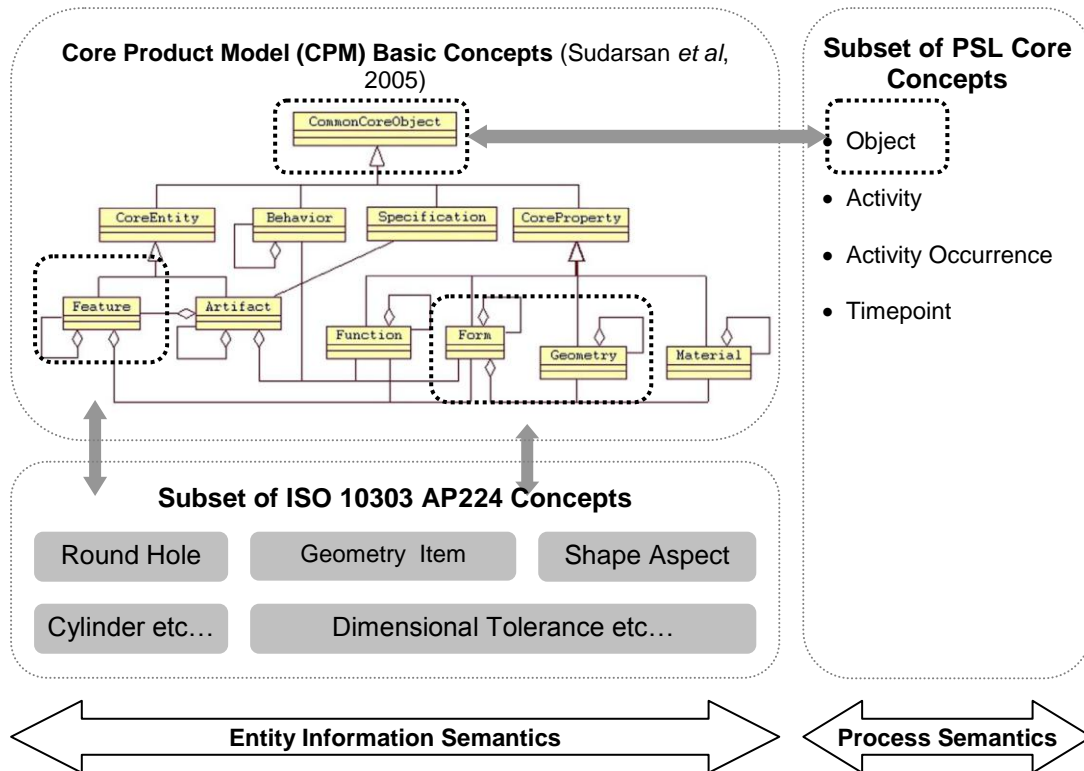 Core Product Model (CPM) Basic Concepts (Sudarsan et al,
2005)
CommonCoreObject
CoreEntity
Behavior
Specification
CoreProperty
Feature
Artifact
Function
Form
Geometry
Material
Subset of PSL Core
Concepts
• Object
• Activity
• Activity Occurrence
• Timepoint
Subset of ISO 10303 AP224 Concepts
Round Hole
Geometry Item
Shape Aspect
Cylinder etc…
Dimensional Tolerance etc…
Entity Information Semantics
Process Semantics